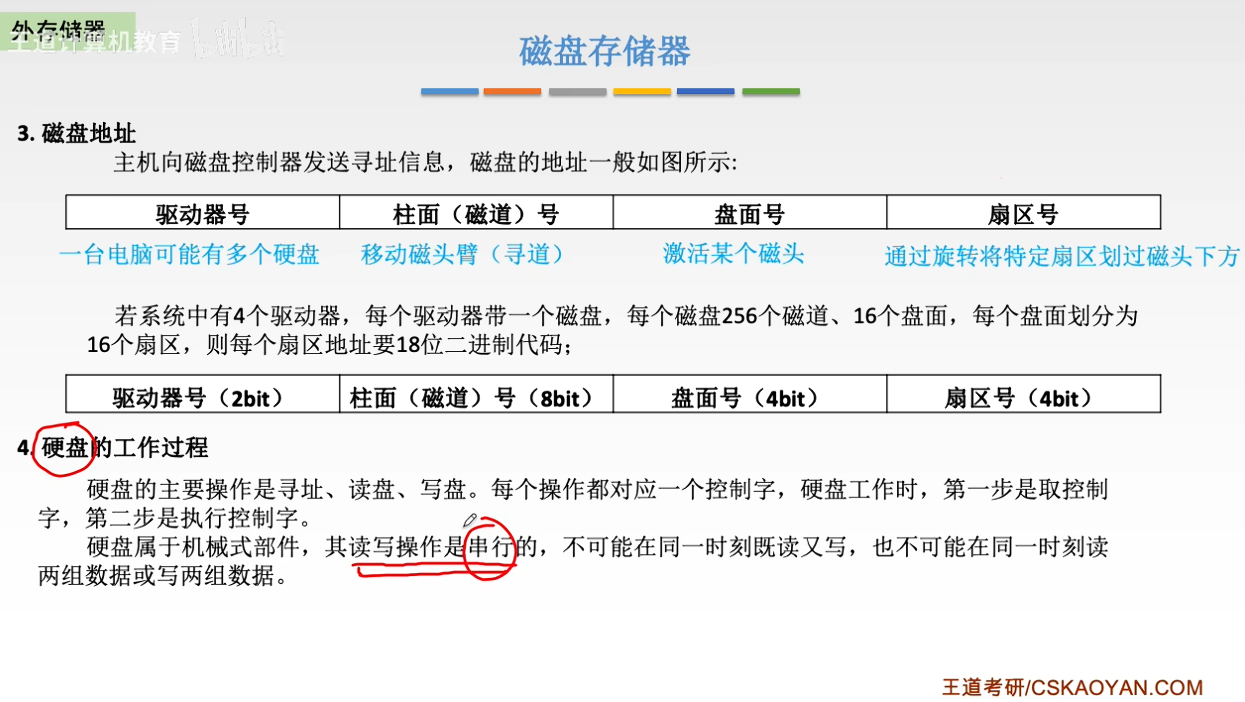 外存储器
王道计算机教育
磁盘存储器
3. 磁盘地址
主机向磁盘控制器发送寻址信息，磁盘的地址一般如图所示:
驱动器号 柱面（磁道）号 盘面号 扇区号
一台电脑可能有多个硬盘 移动磁头臂（寻道） 激活某个磁头 通过旋转将特定扇区划过磁头下方
若系统中有4个驱动器，每个驱动器带一个磁盘，每个磁盘256个磁道、16个盘面，每个盘面划分为
16个扇区，则每个扇区地址要18位二进制代码；
驱动器号（2bit） 柱面（磁道）号（8bit） 盘面号（4bit） 扇区号（4bit）
4. 硬盘的工作过程
硬盘的主要操作是寻址、读盘、写盘。每个操作都对应一个控制字，硬盘工作时，第一步是取控制
字，第二步是执行控制字。
硬盘属于机械式部件，其读写操作是串行的，不可能在同一时刻既读又写，也不可能在同一时刻读
两组数据或写两组数据。
王道考研/CSKAOYAN.COM